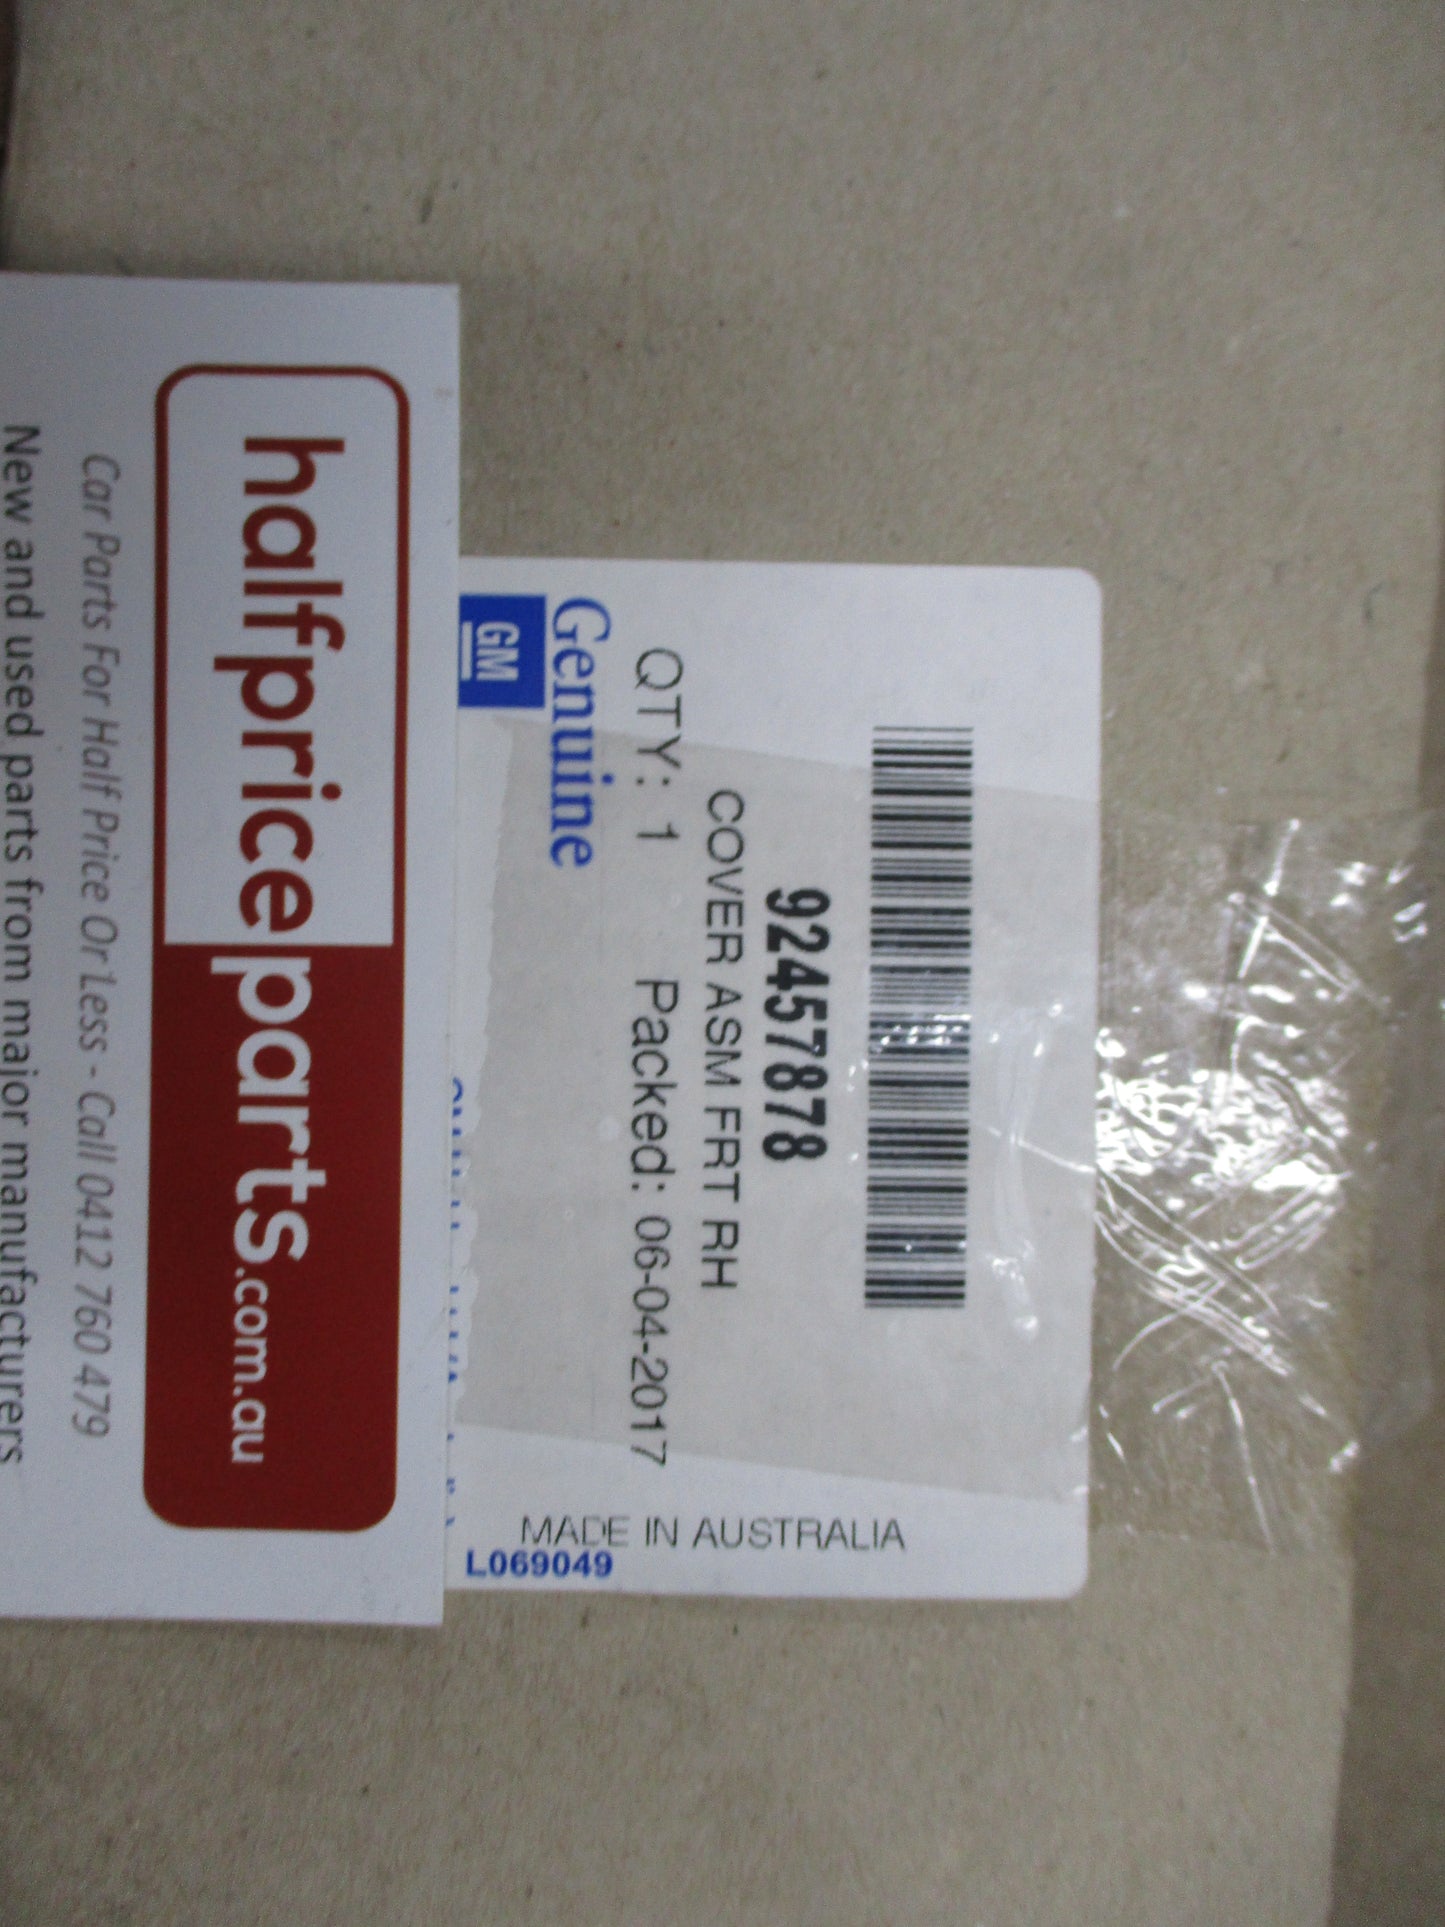 92457878
COVER ASM FRT RH
QTY: 1 Packed: 06-04-2017
Genuine
GM
MADE IN AUSTRALIA
L069049
halfpriceparts.com.au
Car Parts For Half Price Or Less - Call 0412 760 479
New and used parts from major manufacturers